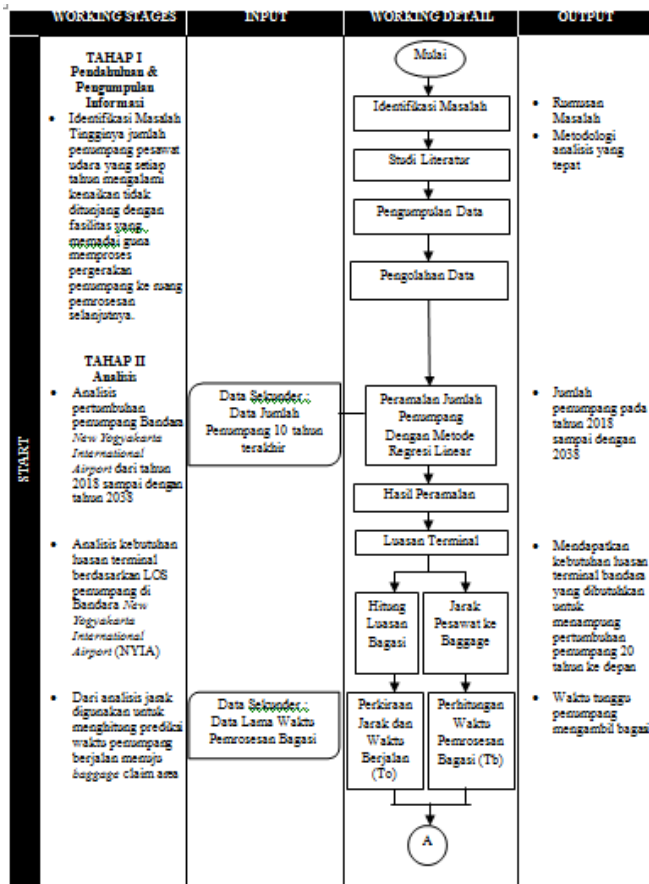 WORKING STAGES
INPUT
WORKING DETAIL
OUTPUT
START
TAHAP I
Pendahuluan &
Pengumpulan
Informasi
• Identifikasi Masalah
Tingginya jumlah
penumpang pesawat
udara yang setiap
tahun mengalami
kenaikan tidak
ditunjang dengan
fasilitas yang
memadai guna
memproses
pergerakan
penumpang ke ruang
pemrosesan
selanjutnya.
Mulai
Identifikasi Masalah
Studi Literatur
Pengumpulan Data
Pengolahan Data
• Rumusan
Masalah
• Metodologi
analisis yang
tepat
TAHAP II
Analisis
• Analisis
pertumbuhan
penumpang Bandara
New Yogyakarta
International
Airport dari tahun
2018 sampai dengan
tahun 2038
Data Sekunder :
Data Jumlah
Penumpang 10 tahun
terakhir
Peramalan Jumlah
Penumpang
Dengan Metode
Regresi Linear
Hasil Peramalan
• Jumlah
penumpang pada
tahun 2018
sampai dengan
2038
• Analisis kebutuhan
luasan terminal
berdasarkan LOS
penumpang di
Bandara New
Yogyakarta
International
Airport (NYIA)
Luasan Terminal
Hitung
Luasan
Bagasi
Jarak
Pesawat ke
Baggage
• Mendapatkan
kebutuhan luasan
terminal bandara
yang dibutuhkan
untuk
menampung
pertumbuhan
penumpang 20
tahun ke depan
• Dari analisis jarak
digunakan untuk
menghitung prediksi
waktu penumpang
berjalan menuju
baggage claim area
Data Sekunder :
Data Lama Waktu
Pemrosesan Bagasi
Perkiraan
Jarak dan
Waktu
Berjalan
(To)
Perhitungan
Waktu
Pemrosesan
Bagasi (Tb)
• Waktu tunggu
penumpang
mengambil bagasi
A